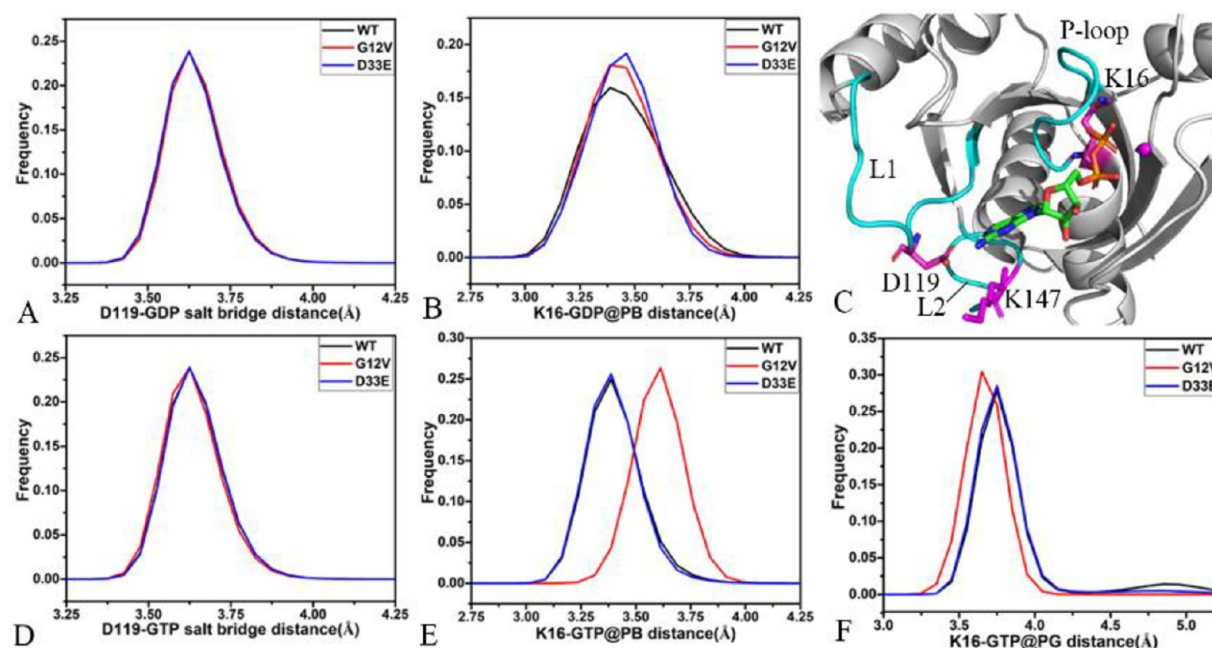 WT
G12V
D33E
0.25
0.20
0.15
0.10
0.05
0.00
Frequency
3.25 3.50 3.75 4.00 4.25
D119-GDP salt bridge distance(Å)
A
WT
G12V
D33E
0.20
0.15
0.10
0.05
0.00
Frequency
2.75 3.00 3.25 3.50 3.75 4.00 4.25
K16-GDP@PB distance(Å)
B
P-loop
K16
L1
D119
L2
K147
C
WT
G12V
D33E
0.25
0.20
0.15
0.10
0.05
0.00
Frequency
3.25 3.50 3.75 4.00 4.25
D119-GTP salt bridge distance(Å)
D
WT
G12V
D33E
0.30
0.25
0.20
0.15
0.10
0.05
0.00
Frequency
2.75 3.00 3.25 3.50 3.75 4.00 4.25
K16-GTP@PB distance(Å)
E
WT
G12V
D33E
0.35
0.30
0.25
0.20
0.15
0.10
0.05
0.00
Frequency
3.0 3.5 4.0 4.5 5.0
K16-GTP@PG distance(Å)
F